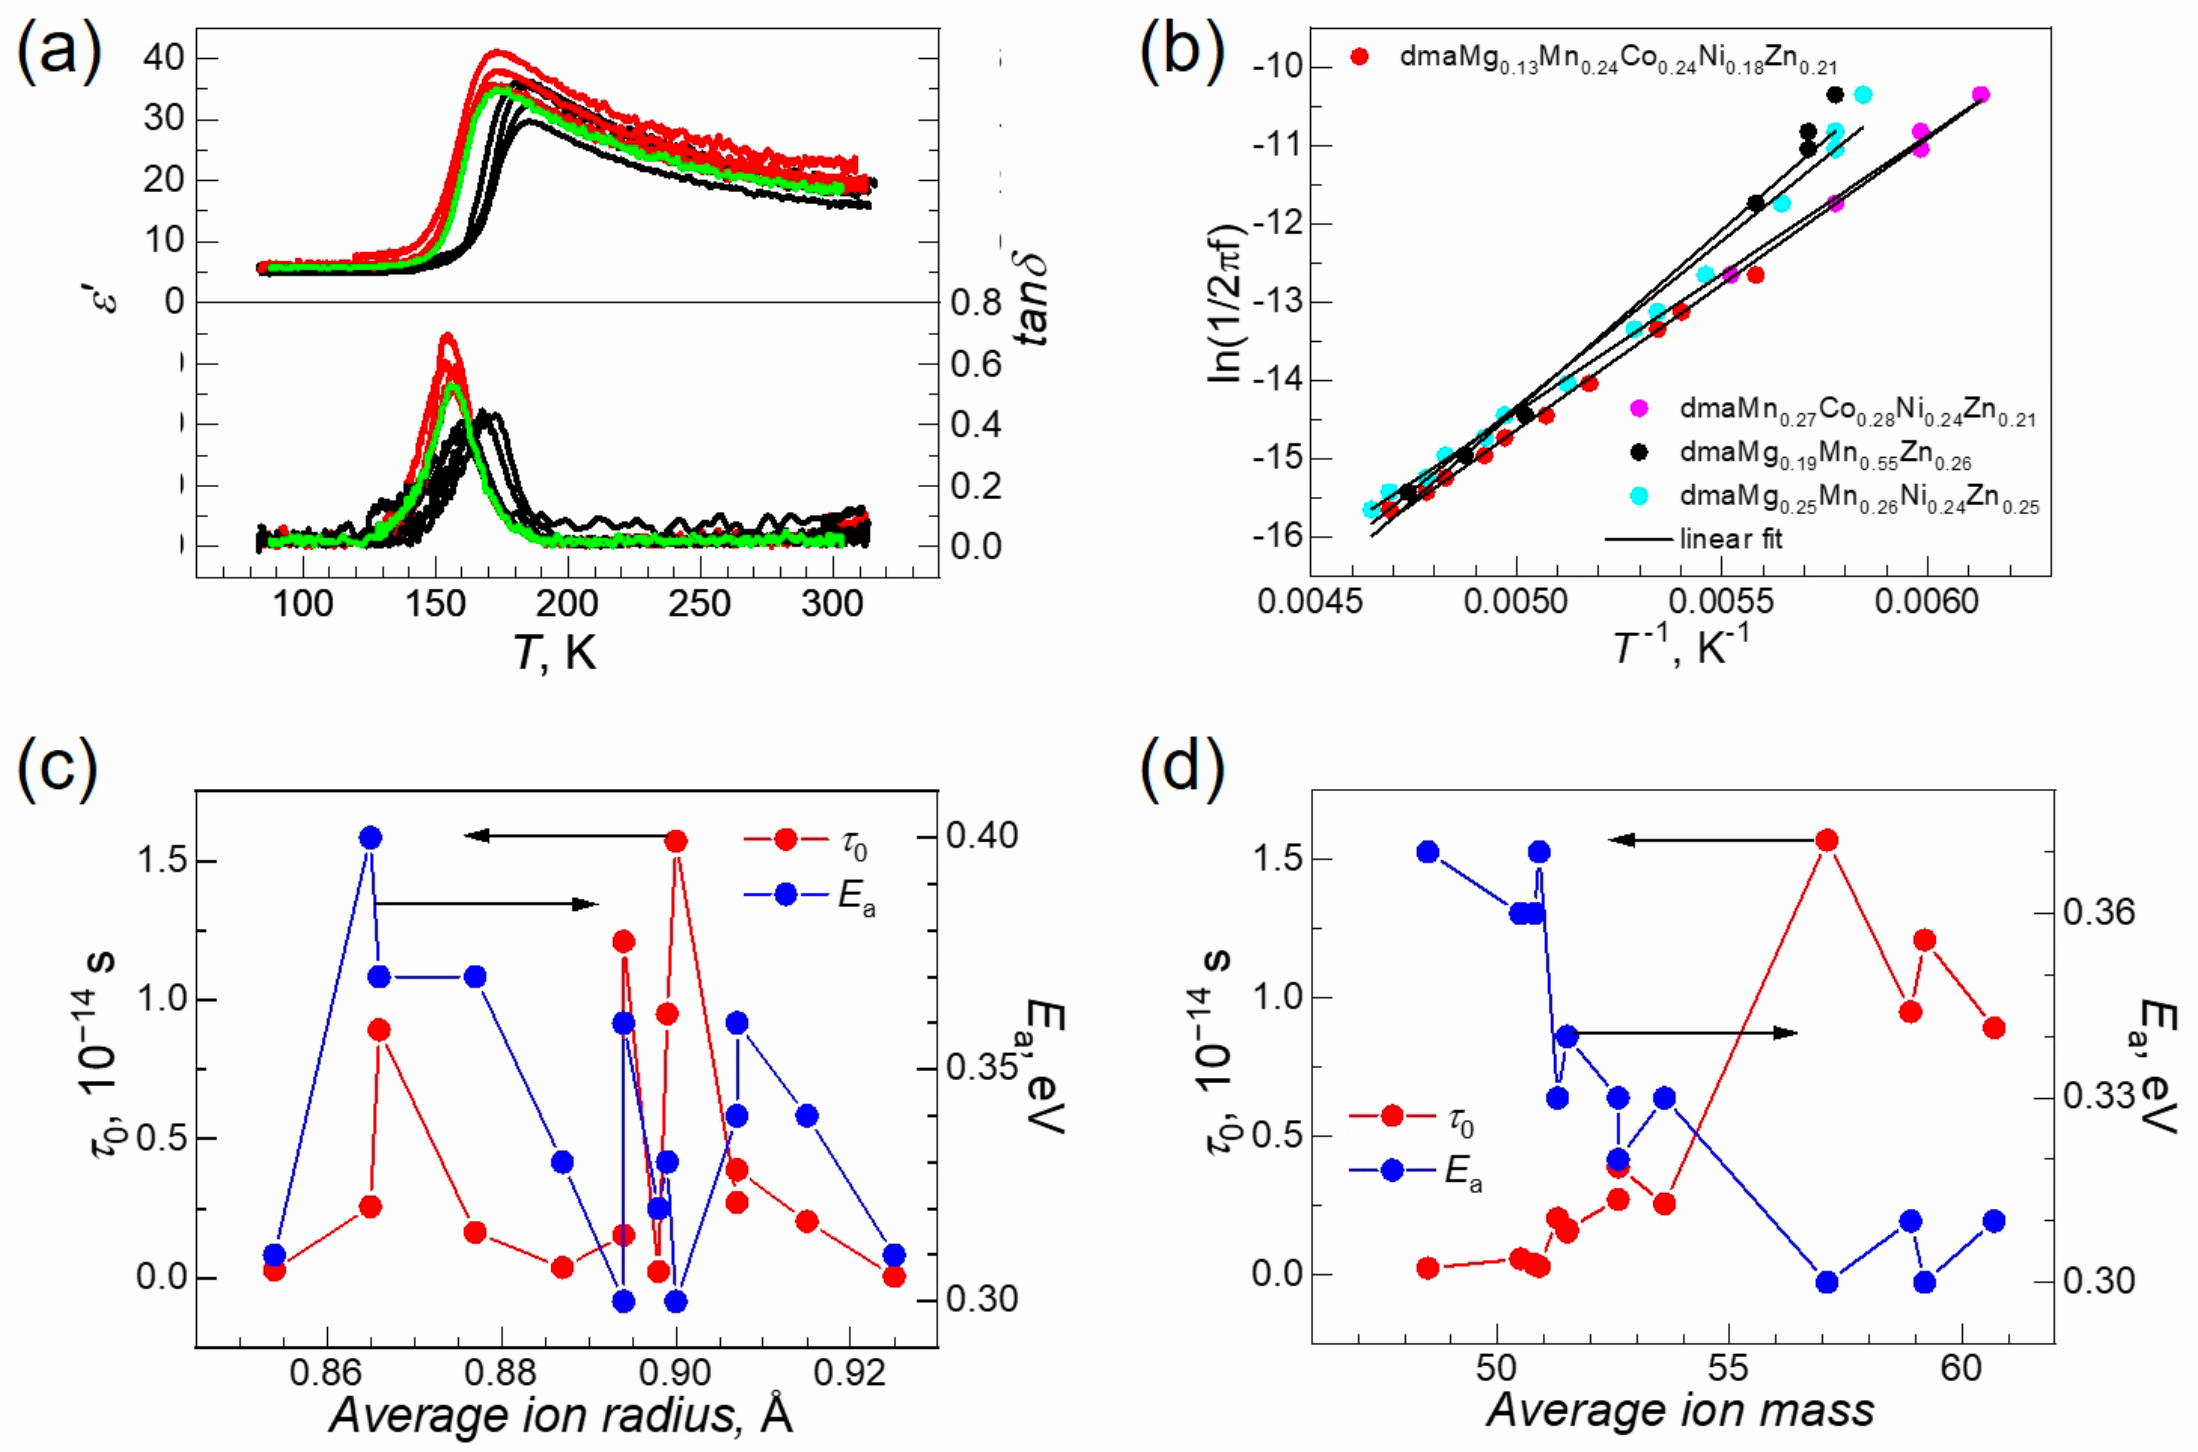 (a)
40
30
20
10
0
ε'
0.8
0.6
0.4
0.2
0.0
tanδ
100 150 200 250 300
T, K
(b)
-10
-11
-12
-13
-14
-15
-16
ln(1/2πf)
dmaMg0.13Mn0.24Co0.24Ni0.18Zn0.21
dmaMn0.27Co0.28Ni0.24Zn0.21
dmaMg0.19Mn0.55Zn0.26
dmaMg0.25Mn0.26Ni0.24Zn0.25
linear fit
0.0045 0.0050 0.0055 0.0060
T⁻¹, K⁻¹
(c)
1.5
1.0
0.5
0.0
τ₀, 10⁻¹⁴ s
τ₀
Eₐ
0.40
0.35
0.30
Eₐ, eV
0.86 0.88 0.90 0.92
Average ion radius, Å
(d)
1.5
1.0
0.5
0.0
τ₀, 10⁻¹⁴ s
τ₀
Eₐ
0.36
0.33
0.30
Eₐ, eV
50 55 60
Average ion mass